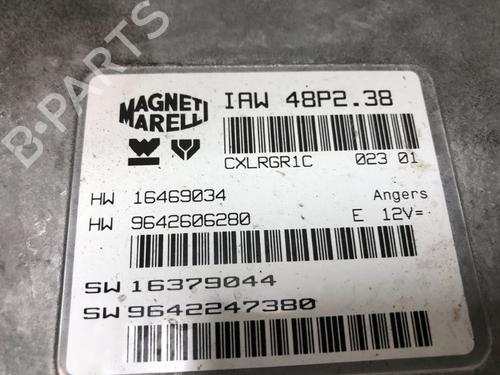 B-PARTS
MAGNETI MARELLI
IAW 48P2.38
CXLRGR1C 023 01
HW 16469034 Angers
HW 9642606280 E 12V=
SW 16379044
SW 9642247380